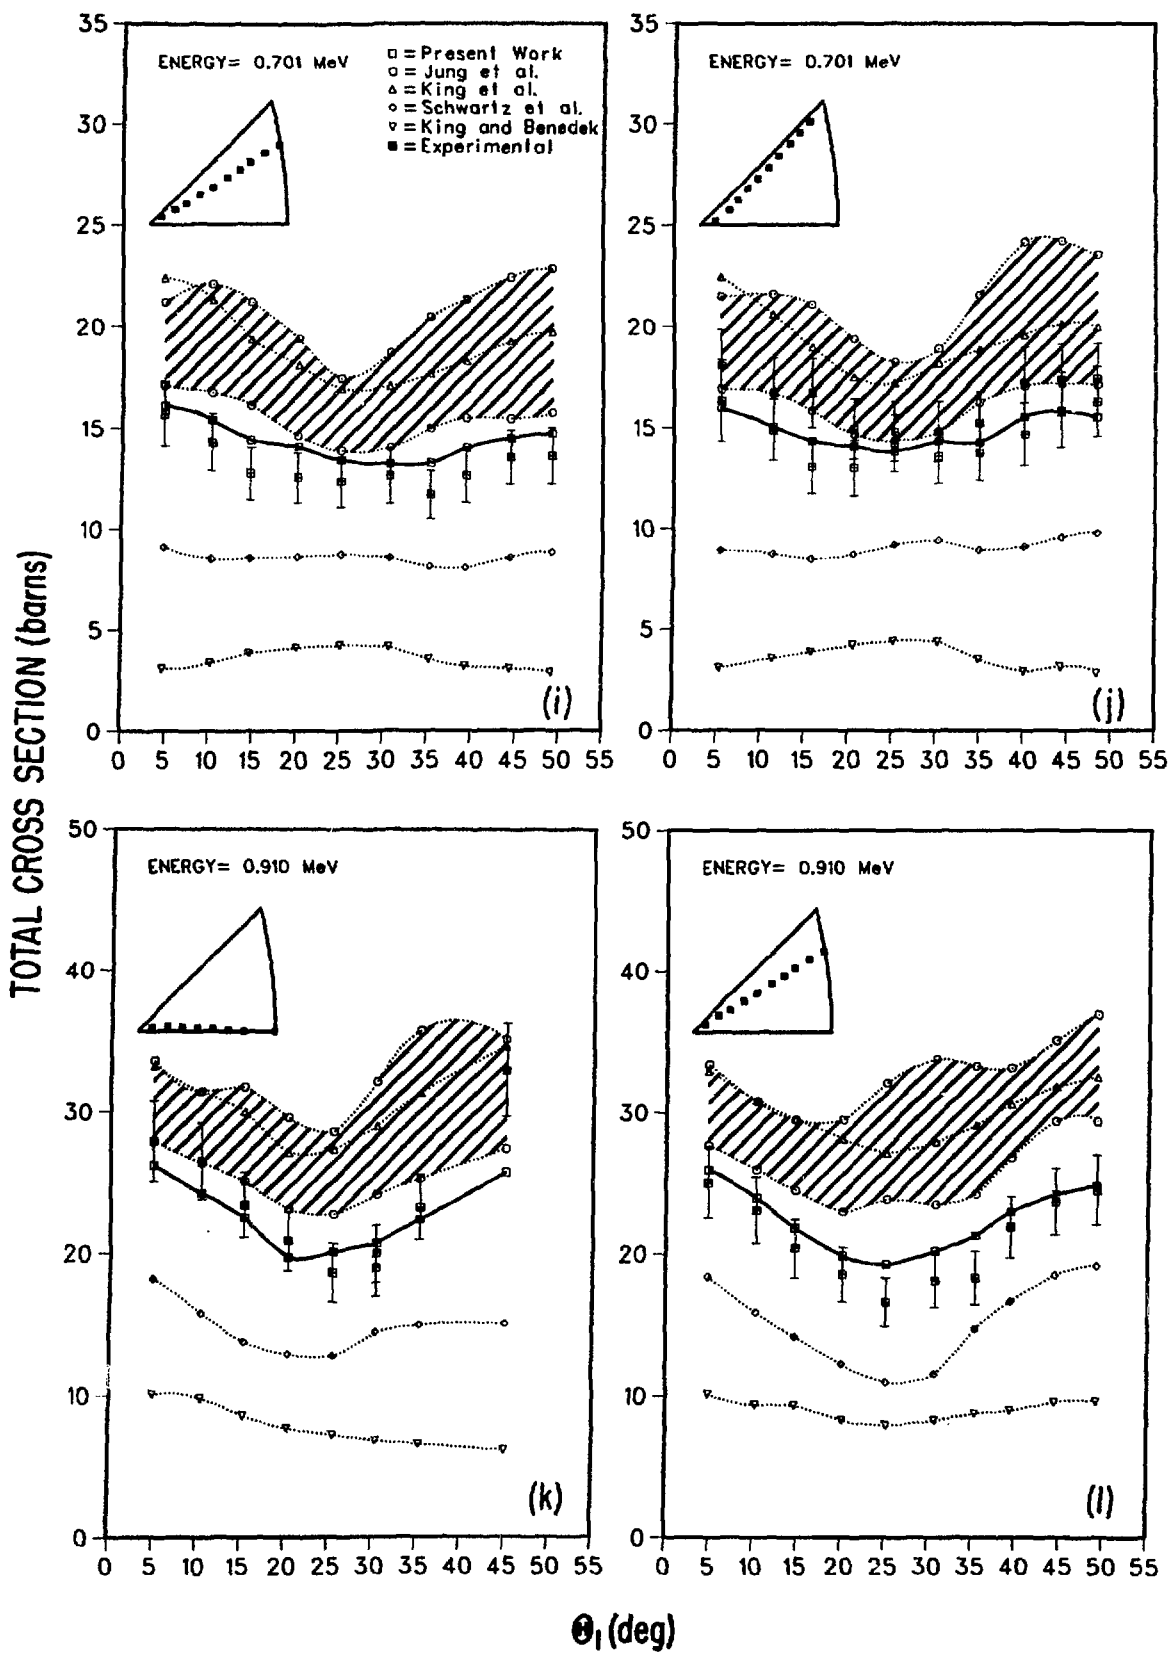 TOTAL CROSS SECTION (barns)
35
30
25
20
15
10
5
0
ENERGY= 0.701 MeV
□ = Present Work
○ = Jung et al.
△ = King et al.
◇ = Schwartz et al.
▽ = King and Benedek
■ = Experimental
(i)
0 5 10 15 20 25 30 35 40 45 50 55
35
30
25
20
15
10
5
0
ENERGY= 0.701 MeV
(j)
0 5 10 15 20 25 30 35 40 45 50 55
50
40
30
20
10
0
ENERGY= 0.910 MeV
(k)
0 5 10 15 20 25 30 35 40 45 50 55
50
40
30
20
10
0
ENERGY= 0.910 MeV
(l)
0 5 10 15 20 25 30 35 40 45 50 55
Θ₁ (deg)